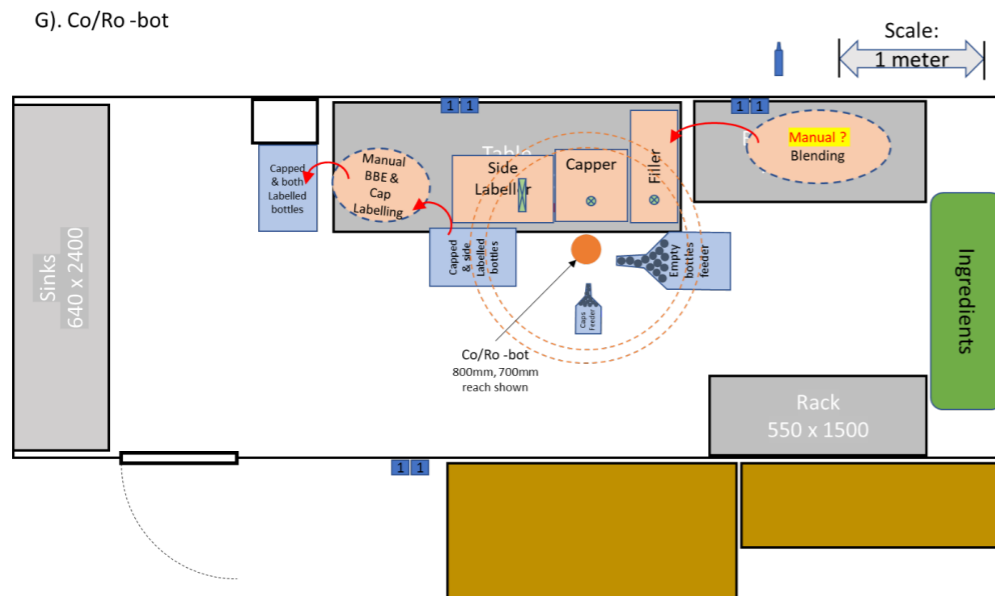 G). Co/Ro -bot
Scale:
1 meter
1 1
1 1
Manual ?
Blending
Table
Capped
& both
Labelled
bottles
Manual
BBE &
Cap
Labelling
Side
Labeller
Capper
Filler
Capped
& side
Labelled
bottles
Empty
bottles
feeder
Caps
Feeder
Co/Ro -bot
800mm, 700mm
reach shown
Sinks
640 x 2400
Ingredients
Rack
550 x 1500
1 1